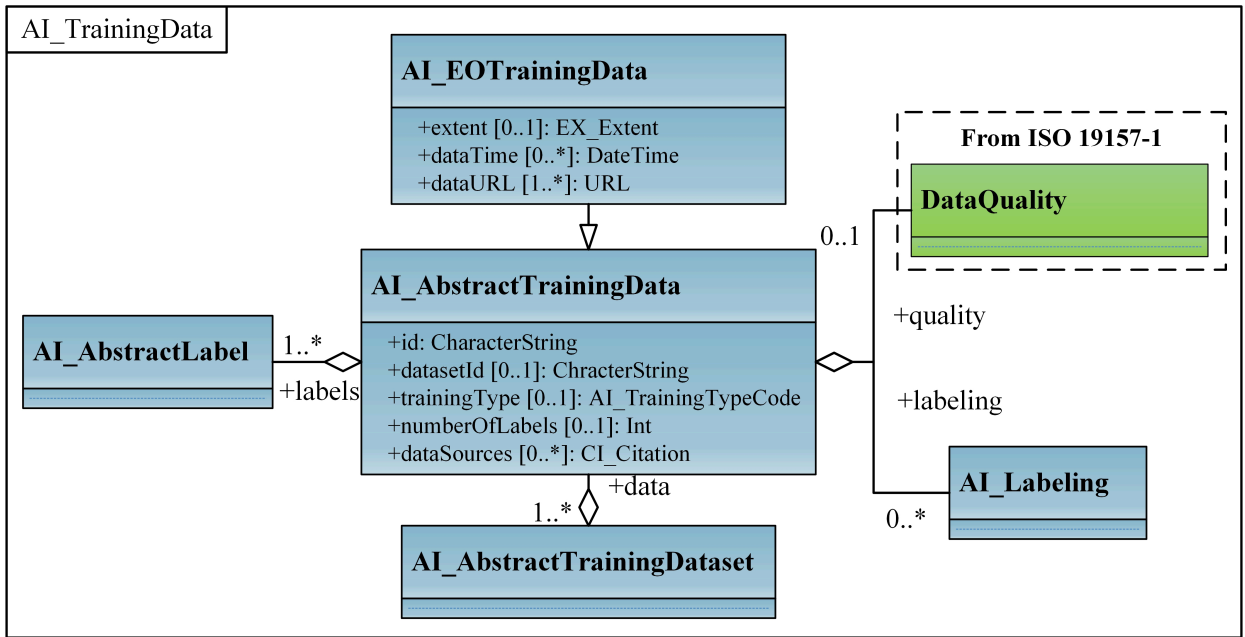 AI_TrainingData
AI_EOTrainingData
+extent [0..1]: EX_Extent
+dataTime [0..*]: DateTime
+dataURL [1..*]: URL
From ISO 19157-1
DataQuality
0..1
+quality
AI_AbstractTrainingData
+id: CharacterString
+datasetId [0..1]: ChracterString
+trainingType [0..1]: AI_TrainingTypeCode
+numberOfLabels [0..1]: Int
+dataSources [0..*]: CI_Citation
AI_AbstractLabel
1..*
+labels
+labeling
AI_Labeling
0..*
+data
1..*
AI_AbstractTrainingDataset